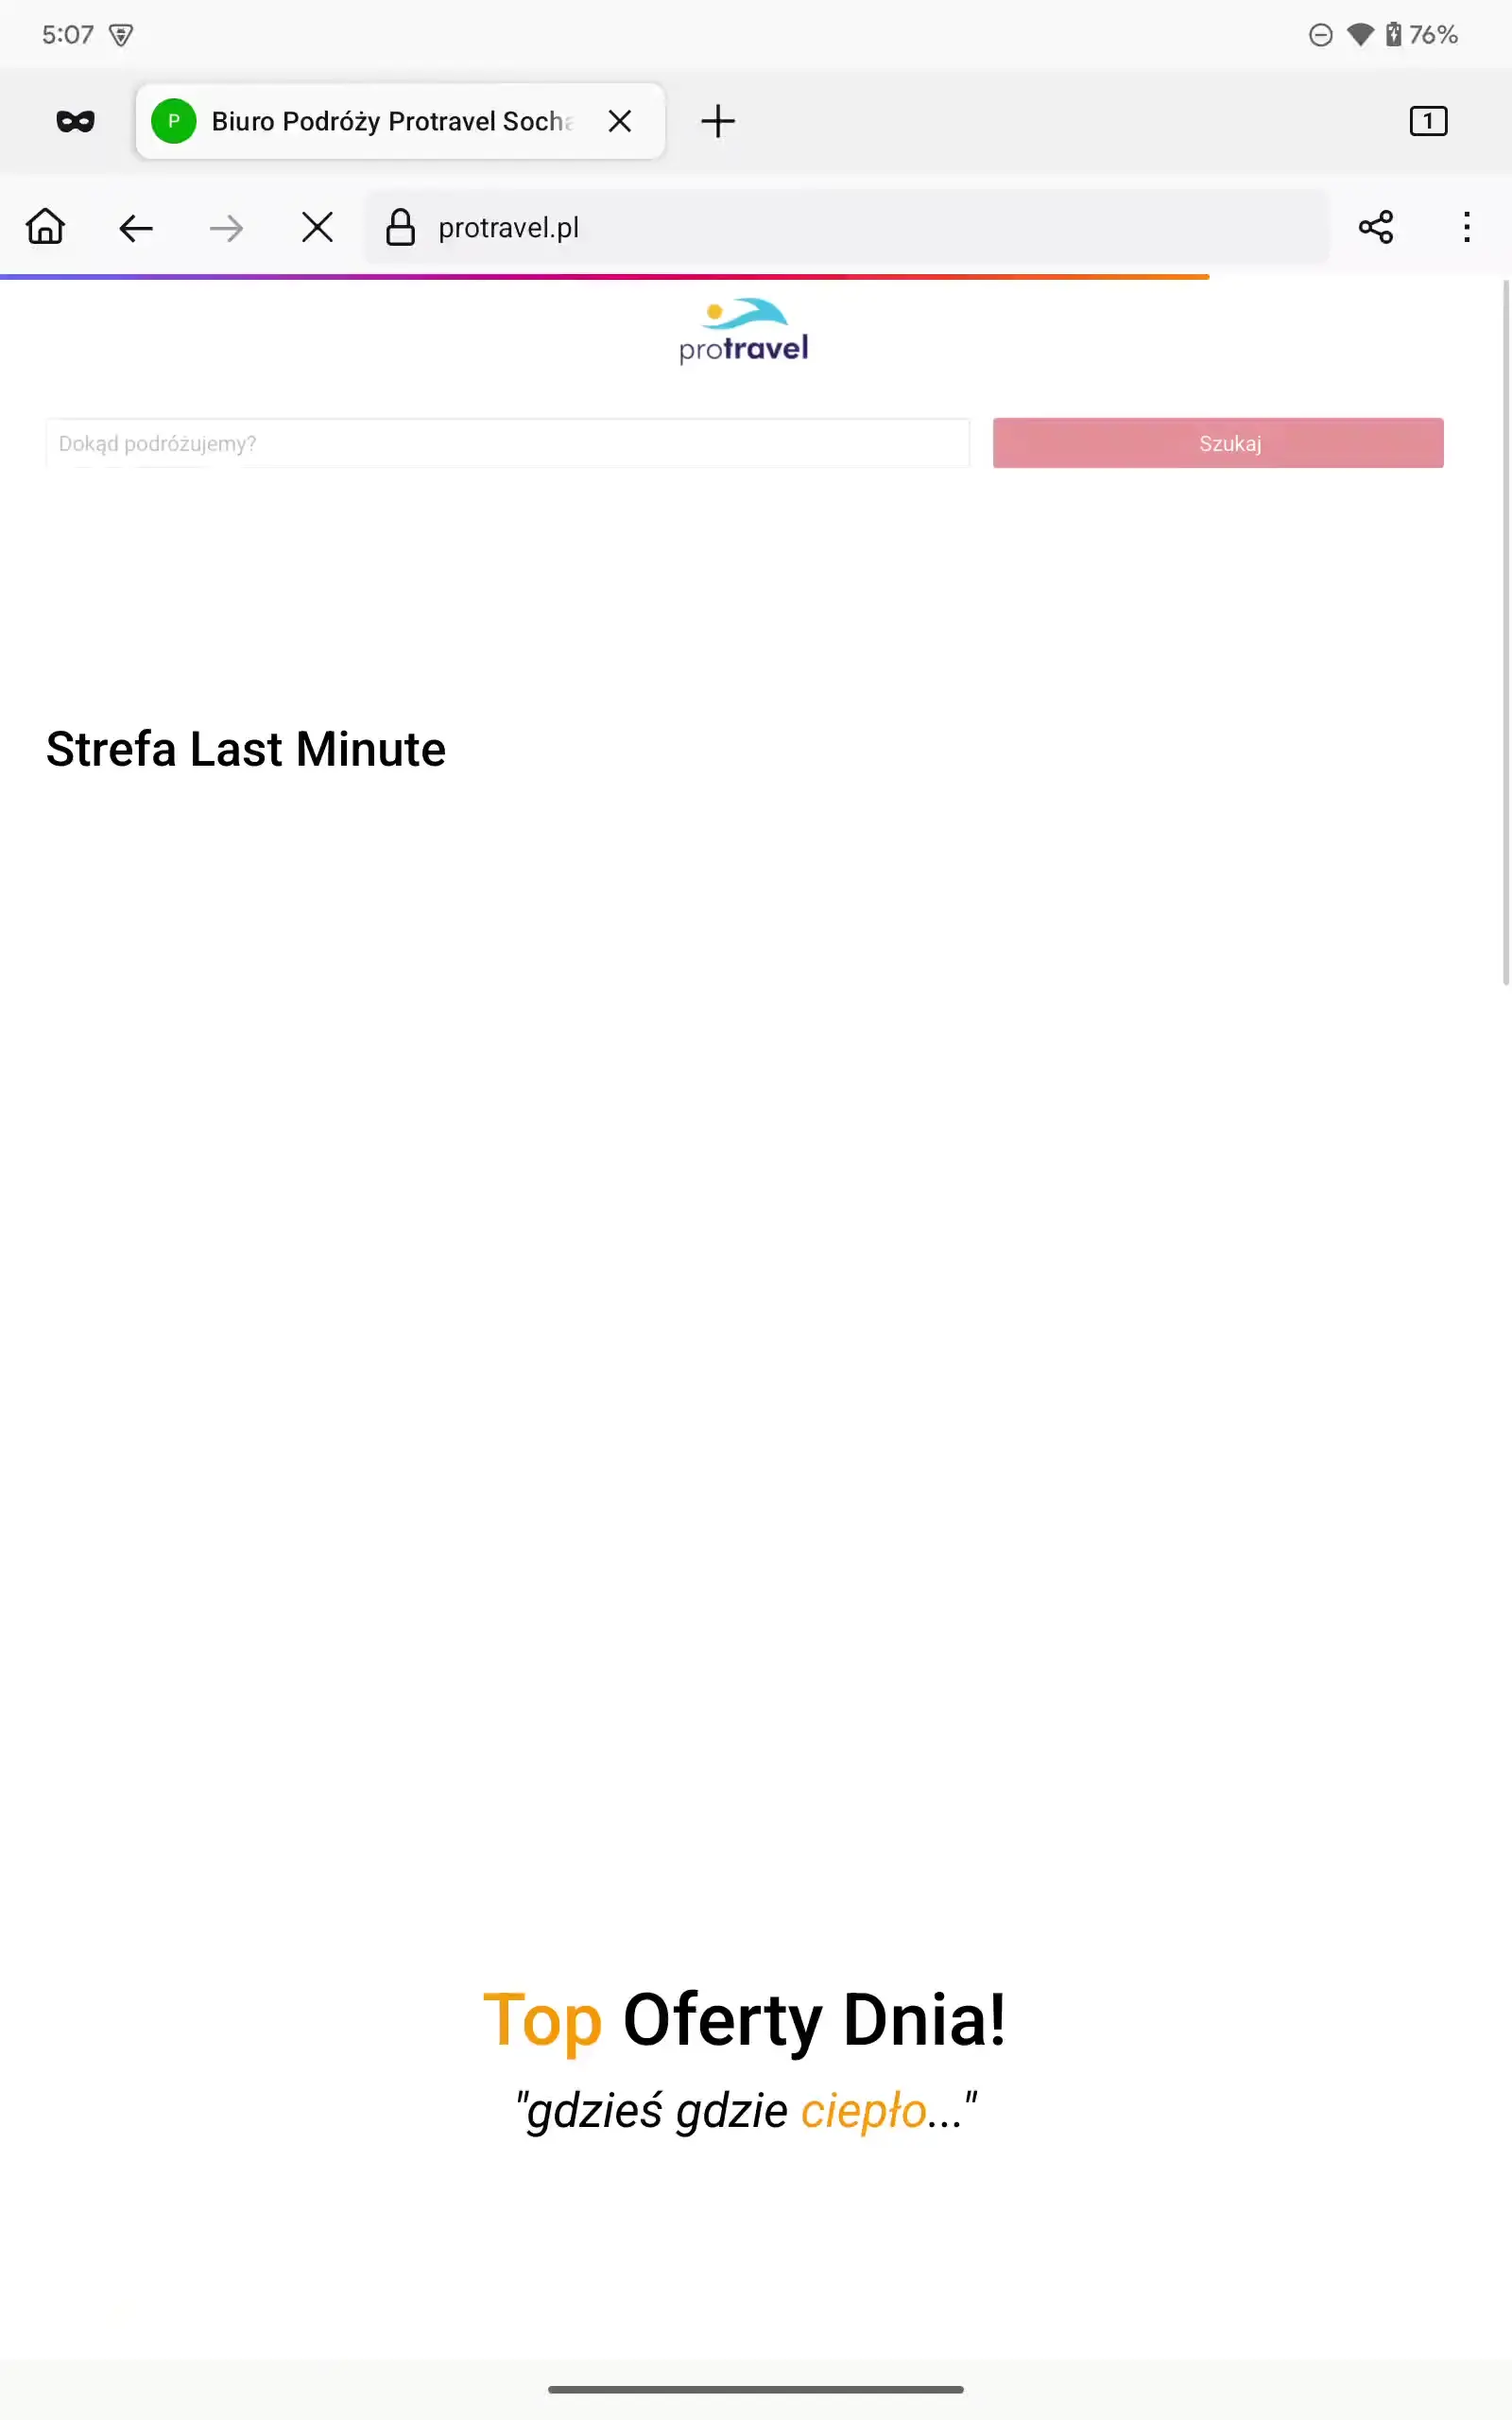 5:07
76%
P
Biuro Podróży Protravel Socha
1
protravel.pl
protravel
Dokąd podróżujemy?
Szukaj
Strefa Last Minute
Top Oferty Dnia!
"gdzieś gdzie ciepło..."